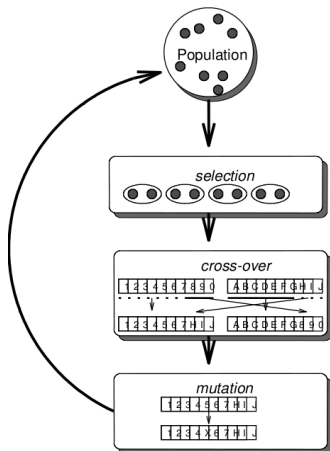 Population
selection
cross-over
1234567890 ABCDEFGHIJ
1234567HIJ ABCDEFG890
mutation
1234567HIJ
1234X67HIJ